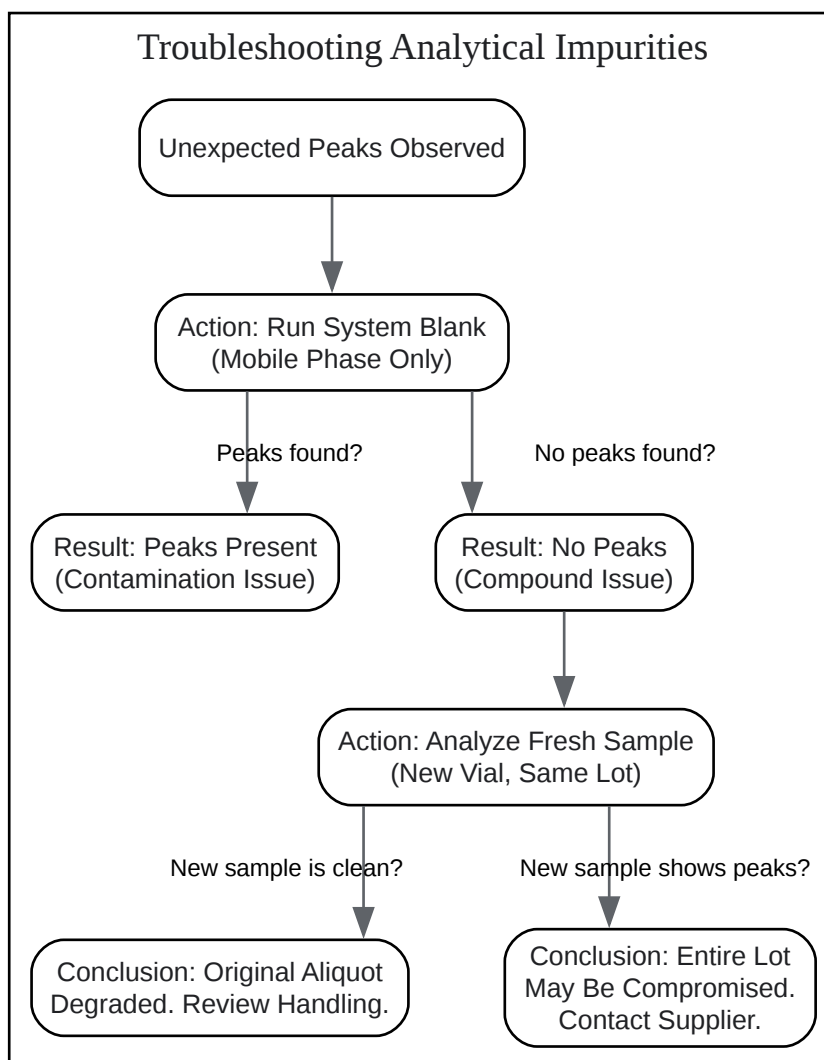 Troubleshooting Analytical Impurities
Unexpected Peaks Observed
Action: Run System Blank
(Mobile Phase Only)
Peaks found?
No peaks found?
Result: Peaks Present
(Contamination Issue)
Result: No Peaks
(Compound Issue)
Action: Analyze Fresh Sample
(New Vial, Same Lot)
New sample is clean?
New sample shows peaks?
Conclusion: Original Aliquot
Degraded. Review Handling.
Conclusion: Entire Lot
May Be Compromised.
Contact Supplier.